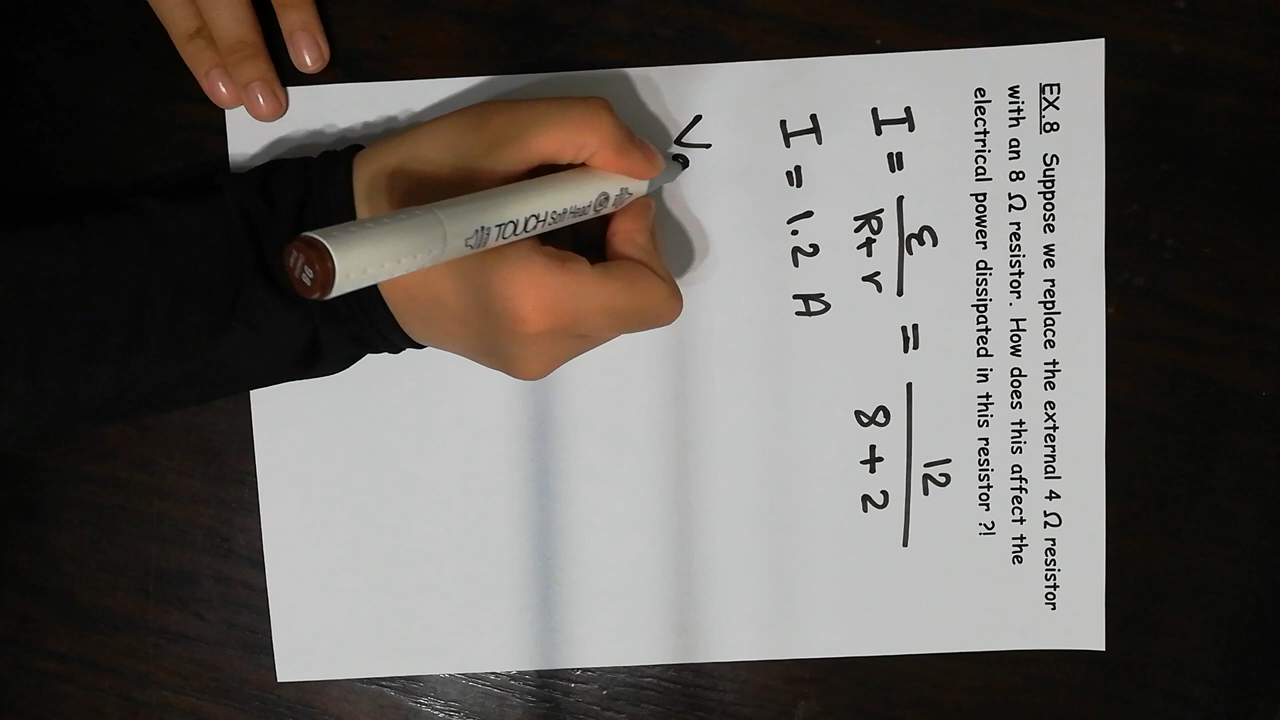 EX.8 Suppose we replace the external 4 Ω resistor
with an 8 Ω resistor. How does this affect the
electrical power dissipated in this resistor ?!
I = ε / R+r = 12 / 8 + 2
I = 1.2 A
V
TOUCH Soft Head